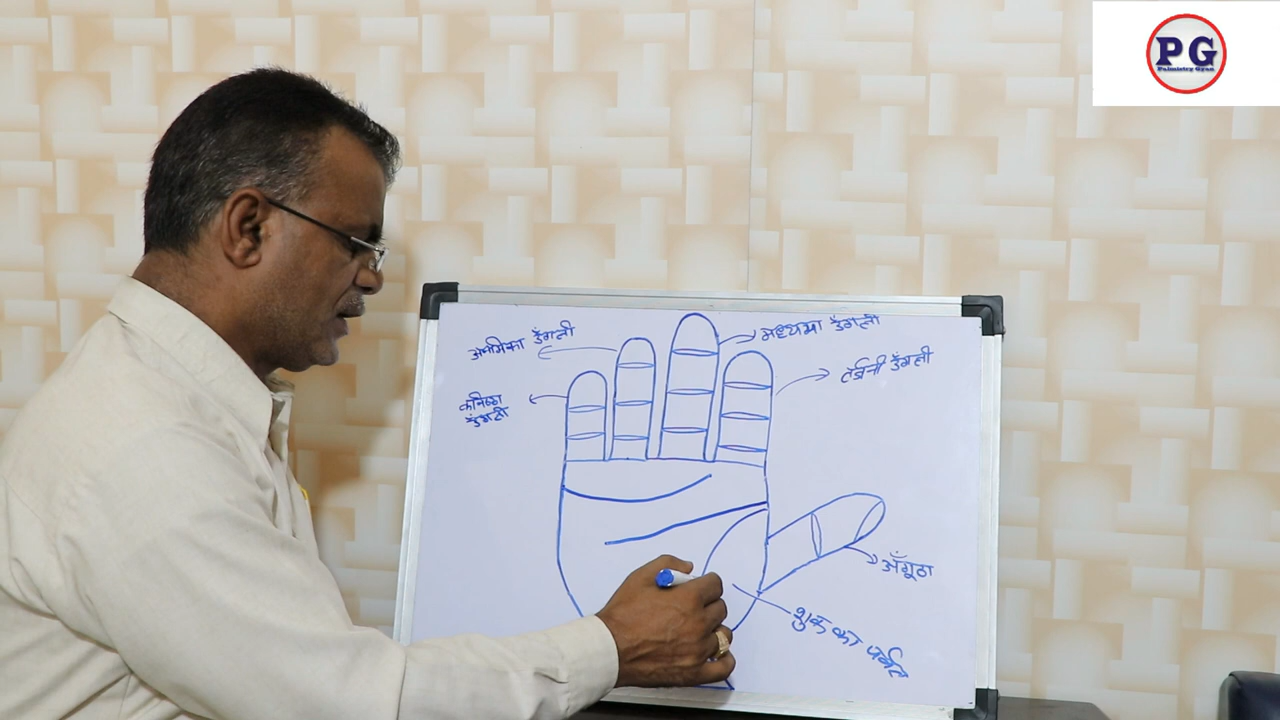 PG
Palmistry Gyan
अनामिका उँगली
मध्यमा उँगली
तर्जनी उँगली
कनिष्ठा
उँगली
अँगूठा
शुक्र का पर्वत